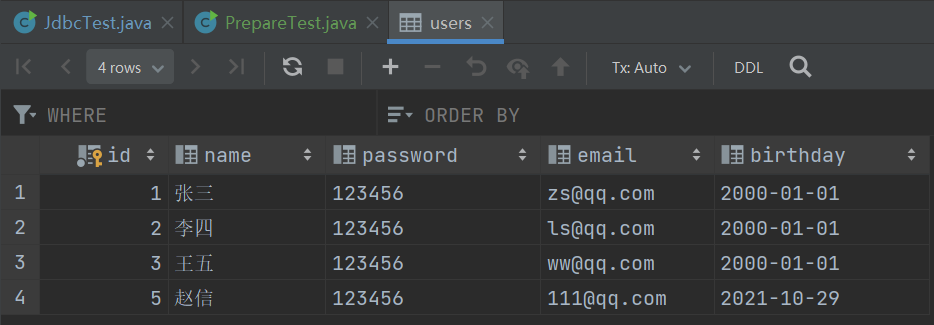 JdbcTest.java PrepareTest.java users
4 rows Tx: Auto DDL
WHERE ORDER BY
id name password email birthday
1 1 张三 123456 zs@qq.com 2000-01-01
2 2 李四 123456 ls@qq.com 2000-01-01
3 3 王五 123456 ww@qq.com 2000-01-01
4 5 赵信 123456 111@qq.com 2021-10-29